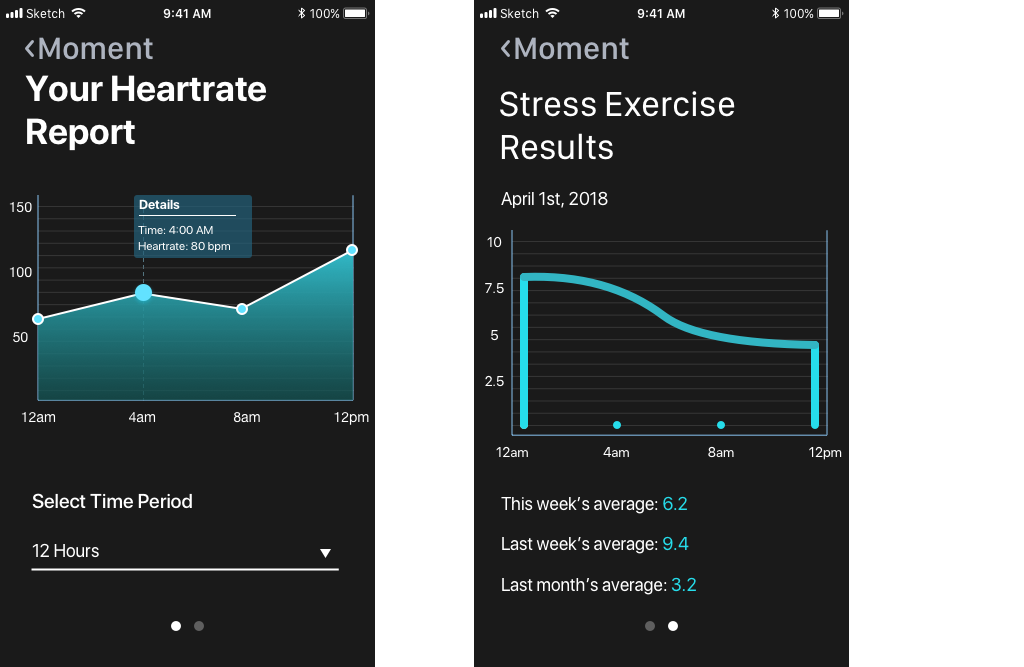 Sketch 9:41 AM 100%
‹Moment
Your Heartrate
Report
Details
Time: 4:00 AM
Heartrate: 80 bpm
150
100
50
12am 4am 8am 12pm
Select Time Period
12 Hours
Sketch 9:41 AM 100%
‹Moment
Stress Exercise
Results
April 1st, 2018
10
7.5
5
2.5
12am 4am 8am 12pm
This week's average: 6.2
Last week's average: 9.4
Last month's average: 3.2